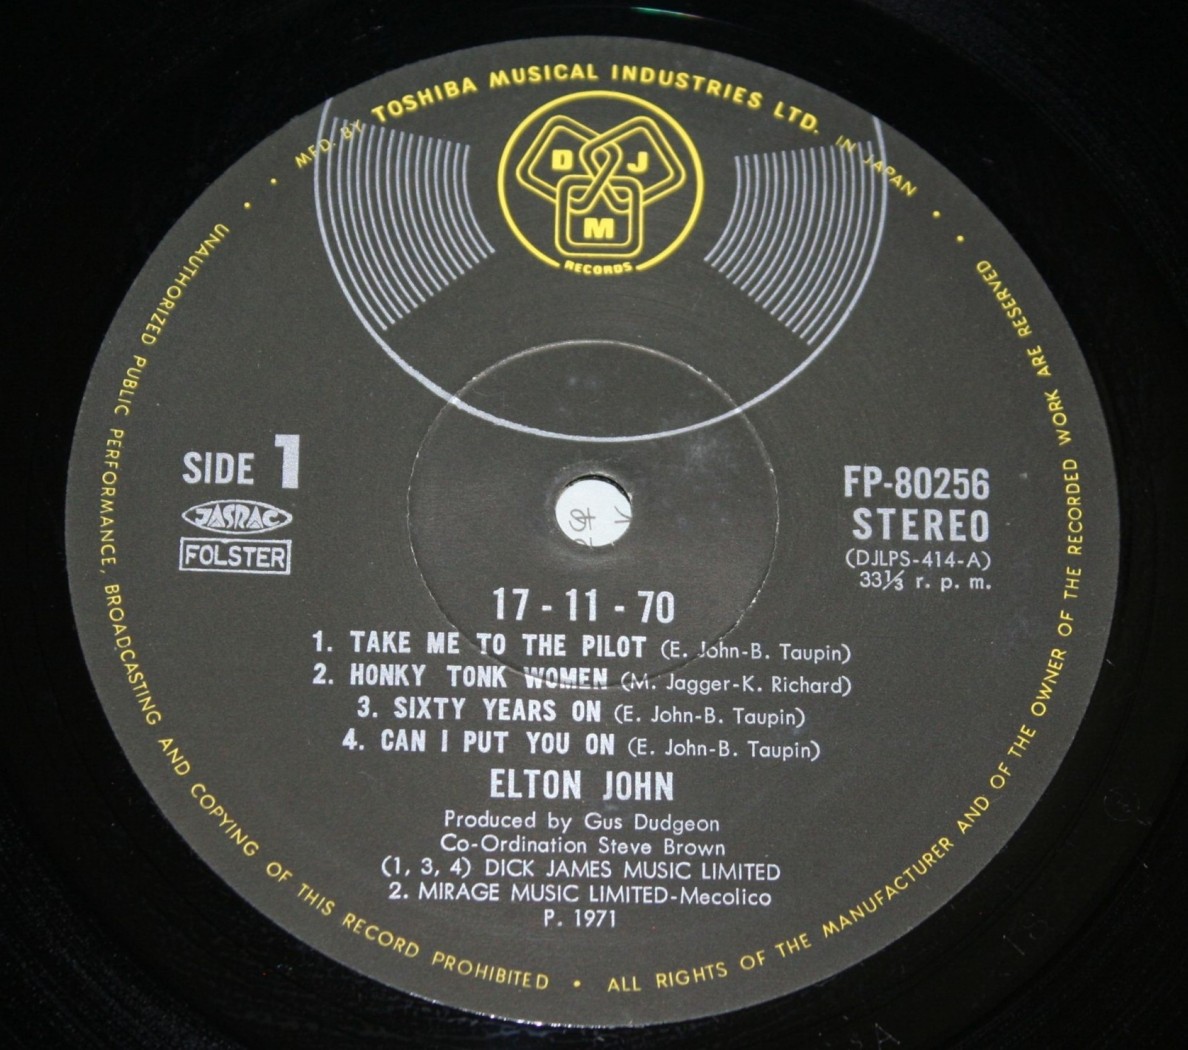 MFD. BY TOSHIBA MUSICAL INDUSTRIES LTD. IN JAPAN
D J
M
RECORDS
SIDE 1
JASRAC
FOLSTER
FP-80256
STEREO
(DJLPS-414-A)
33⅓ r. p. m.
17 - 11 - 70
1. TAKE ME TO THE PILOT (E. John-B. Taupin)
2. HONKY TONK WOMEN (M. Jagger-K. Richard)
3. SIXTY YEARS ON (E. John-B. Taupin)
4. CAN I PUT YOU ON (E. John-B. Taupin)
ELTON JOHN
Produced by Gus Dudgeon
Co-Ordination Steve Brown
(1, 3, 4) DICK JAMES MUSIC LIMITED
2. MIRAGE MUSIC LIMITED-Mecolico
P. 1971
UNAUTHORIZED PUBLIC PERFORMANCE, BROADCASTING AND COPYING OF THIS RECORD PROHIBITED • ALL RIGHTS OF THE MANUFACTURER AND OF THE OWNER OF THE RECORDED WORK ARE RESERVED